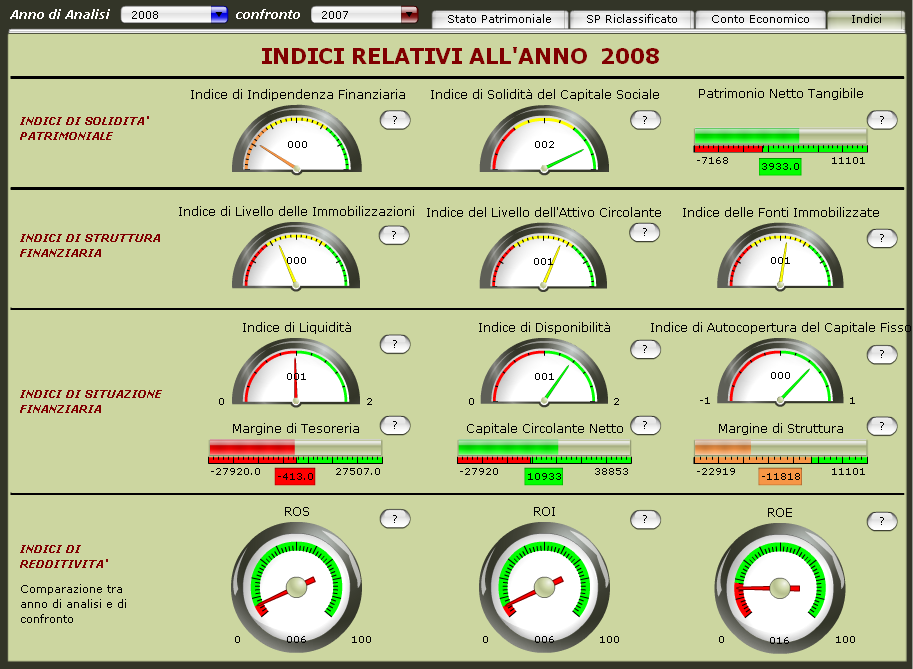 Anno di Analisi 2008 confronto 2007 Stato Patrimoniale SP Riclassificato Conto Economico Indici
INDICI RELATIVI ALL'ANNO 2008
Indice di Indipendenza Finanziaria Indice di Solidità del Capitale Sociale Patrimonio Netto Tangibile
INDICI DI SOLIDITA'
PATRIMONIALE
? ? ?
000 002
-7168 3933.0 11101
Indice di Livello delle Immobilizzazioni Indice del Livello dell'Attivo Circolante Indice delle Fonti Immobilizzate
INDICI DI STRUTTURA
FINANZIARIA
? ? ?
000 001 001
Indice di Liquidità Indice di Disponibilità Indice di Autocopertura del Capitale Fisso
? ? ?
001 001 000
0 2 0 2 -1 1
INDICI DI SITUAZIONE
FINANZIARIA
Margine di Tesoreria ? Capitale Circolante Netto ? Margine di Struttura ?
-27920.0 -413.0 27507.0 -27920 10933 38853 -22919 -11818 11101
ROS ROI ROE
? ? ?
INDICI DI
REDDITIVITA'
Comparazione tra
anno di analisi e di
confronto
0 006 100 0 006 100 0 016 100